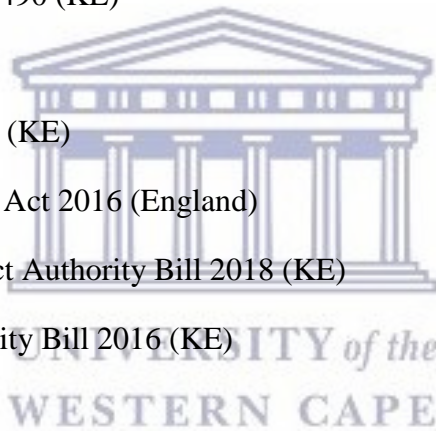 490 (KE)
(KE)
Act 2016 (England)
ct Authority Bill 2018 (KE)
ity Bill 2016 (KE)
UNIVERSITY of the
WESTERN CAPE